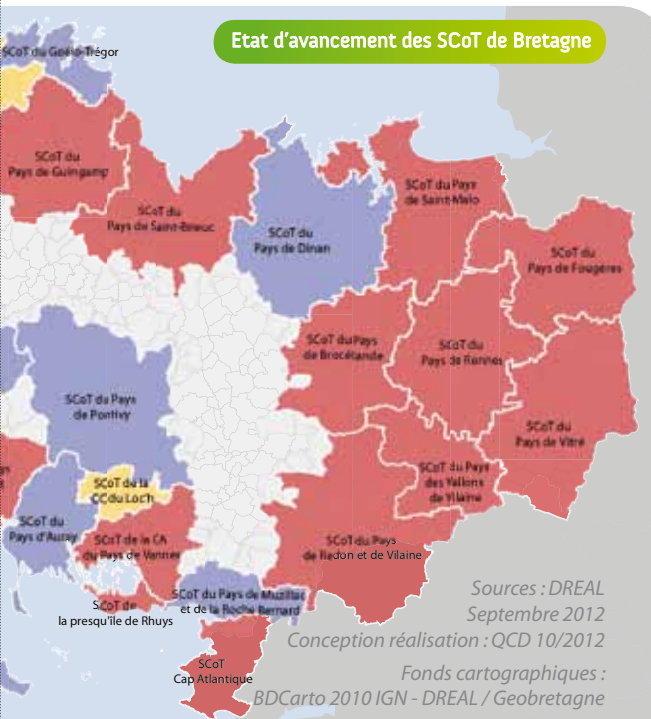 Etat d'avancement des SCoT de Bretagne
SCoT du Goëlo-Trégor
SCoT du
Pays de Guingamp
SCoT du
Pays de Saint-Brieuc
SCoT du
Pays de Dinan
SCoT du Pays
de Saint-Malo
SCoT du
Pays de Fougères
SCoT du Pays
de Brocéliande
SCoT du
Pays de Rennes
SCoT du
Pays de Vitré
SCoT du Pays
de Pontivy
SCoT du Pays
des Vallons
de Vilaine
SCoT de la
CC du Loc'h
SCoT du
Pays d'Auray
SCoT de la CA
du Pays de Vannes
SCoT du Pays
de Redon et de Vilaine
SCoT de
la presqu'île de Rhuys
SCoT du Pays de Muzillac
et de la Roche Bernard
SCoT
Cap Atlantique
Sources : DREAL
Septembre 2012
Conception réalisation : QCD 10/2012
Fonds cartographiques :
BDCarto 2010 IGN - DREAL / Geobretagne